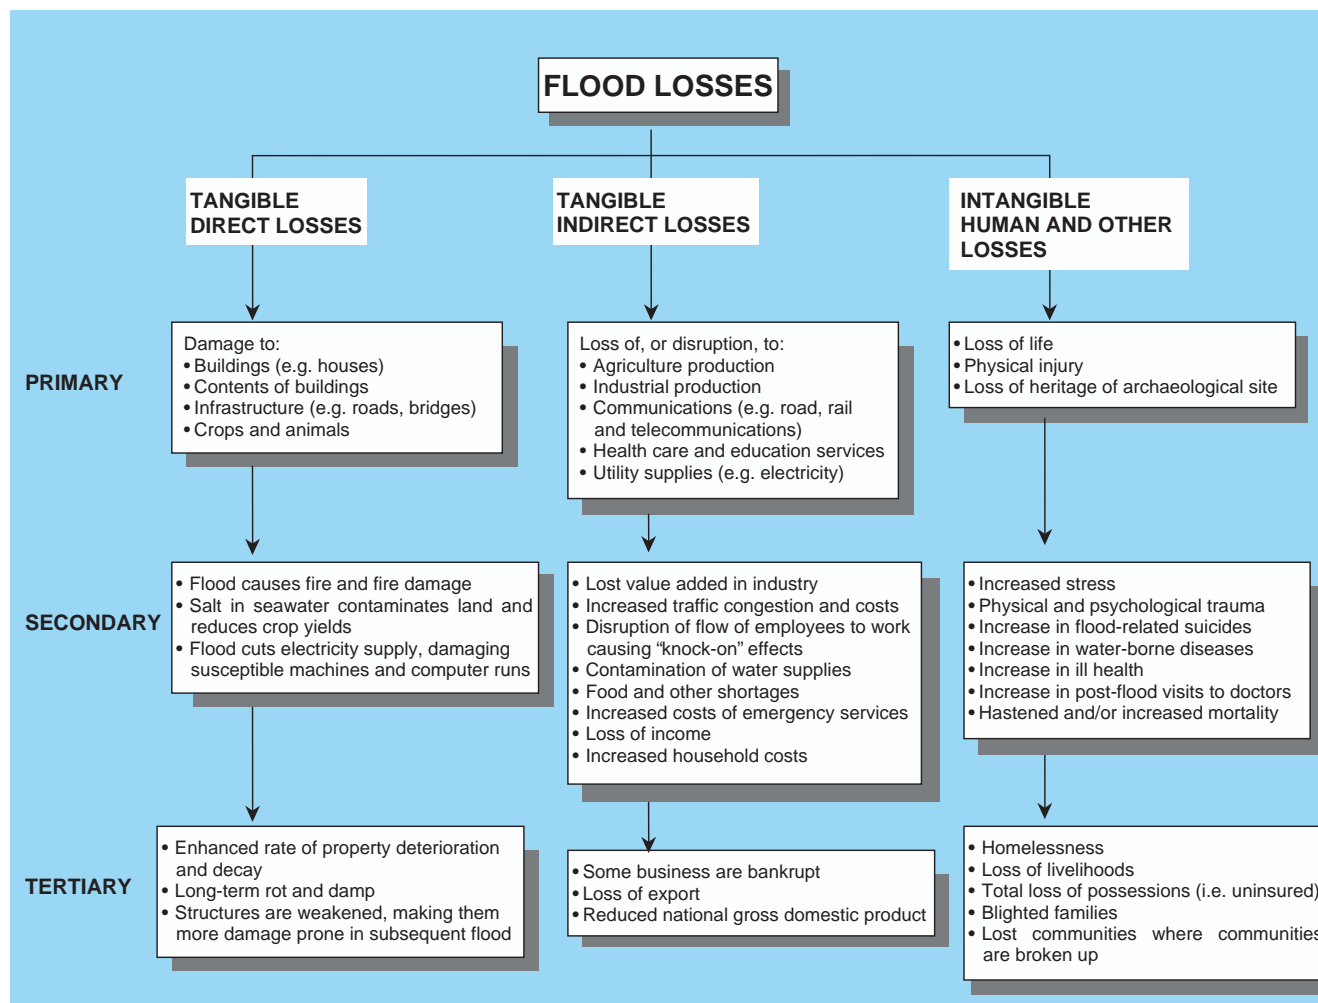 FLOOD LOSSES
TANGIBLE
DIRECT LOSSES
TANGIBLE
INDIRECT LOSSES
INTANGIBLE
HUMAN AND OTHER
LOSSES
PRIMARY
Damage to:
• Buildings (e.g. houses)
• Contents of buildings
• Infrastructure (e.g. roads, bridges)
• Crops and animals
Loss of, or disruption, to:
• Agriculture production
• Industrial production
• Communications (e.g. road, rail
and telecommunications)
• Health care and education services
• Utility supplies (e.g. electricity)
• Loss of life
• Physical injury
• Loss of heritage of archaeological site
SECONDARY
• Flood causes fire and fire damage
• Salt in seawater contaminates land and
reduces crop yields
• Flood cuts electricity supply, damaging
susceptible machines and computer runs
• Lost value added in industry
• Increased traffic congestion and costs
• Disruption of flow of employees to work
causing “knock-on” effects
• Contamination of water supplies
• Food and other shortages
• Increased costs of emergency services
• Loss of income
• Increased household costs
• Increased stress
• Physical and psychological trauma
• Increase in flood-related suicides
• Increase in water-borne diseases
• Increase in ill health
• Increase in post-flood visits to doctors
• Hastened and/or increased mortality
TERTIARY
• Enhanced rate of property deterioration
and decay
• Long-term rot and damp
• Structures are weakened, making them
more damage prone in subsequent flood
• Some business are bankrupt
• Loss of export
• Reduced national gross domestic product
• Homelessness
• Loss of livelihoods
• Total loss of possessions (i.e. uninsured)
• Blighted families
• Lost communities where communities
are broken up